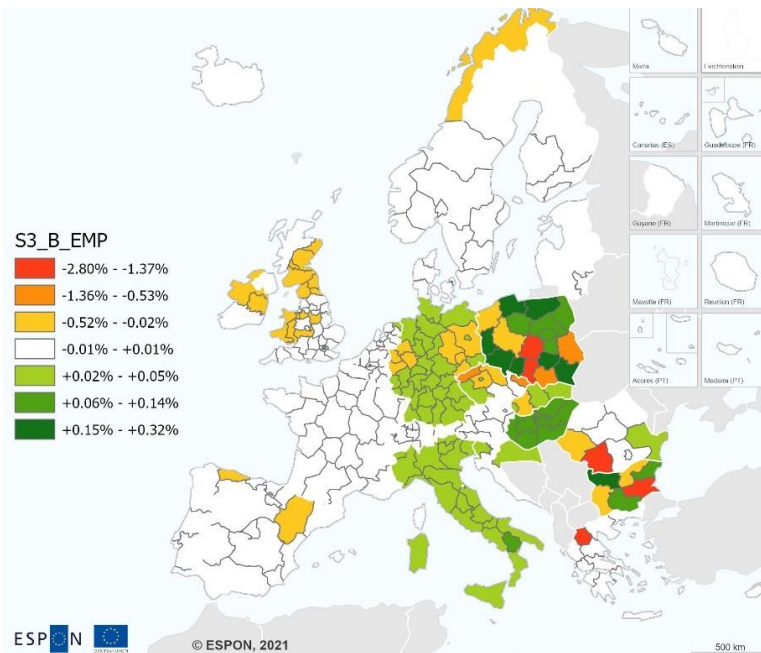 Malta
Liechtenstein
Canarias (ES)
Guadeloupe (FR)
Guyane (FR)
Martinique (FR)
Mayotte (FR)
Reunion (FR)
Acores (PT)
Madeira (PT)
S3_B_EMP
-2.80% - -1.37%
-1.36% - -0.53%
-0.52% - -0.02%
-0.01% - +0.01%
+0.02% - +0.05%
+0.06% - +0.14%
+0.15% - +0.32%
ESPON
© ESPON, 2021
500 km